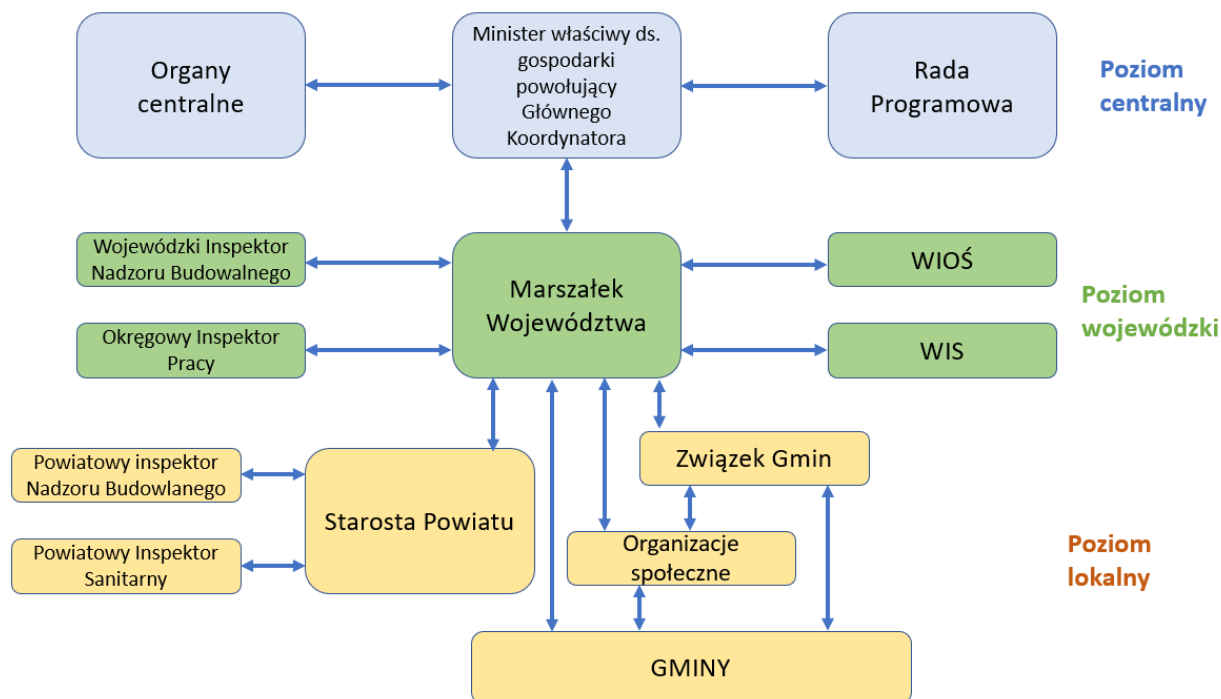 Organy
centralne
Minister właściwy ds.
gospodarki
powołujący
Głównego
Koordynatora
Rada
Programowa
Poziom
centralny
Wojewódzki Inspektor
Nadzoru Budowalnego
Marszałek
Województwa
WIOŚ
Poziom
wojewódzki
Okręgowy Inspektor
Pracy
WIS
Powiatowy inspektor
Nadzoru Budowlanego
Starosta Powiatu
Związek Gmin
Powiatowy Inspektor
Sanitarny
Organizacje
społeczne
Poziom
lokalny
GMINY